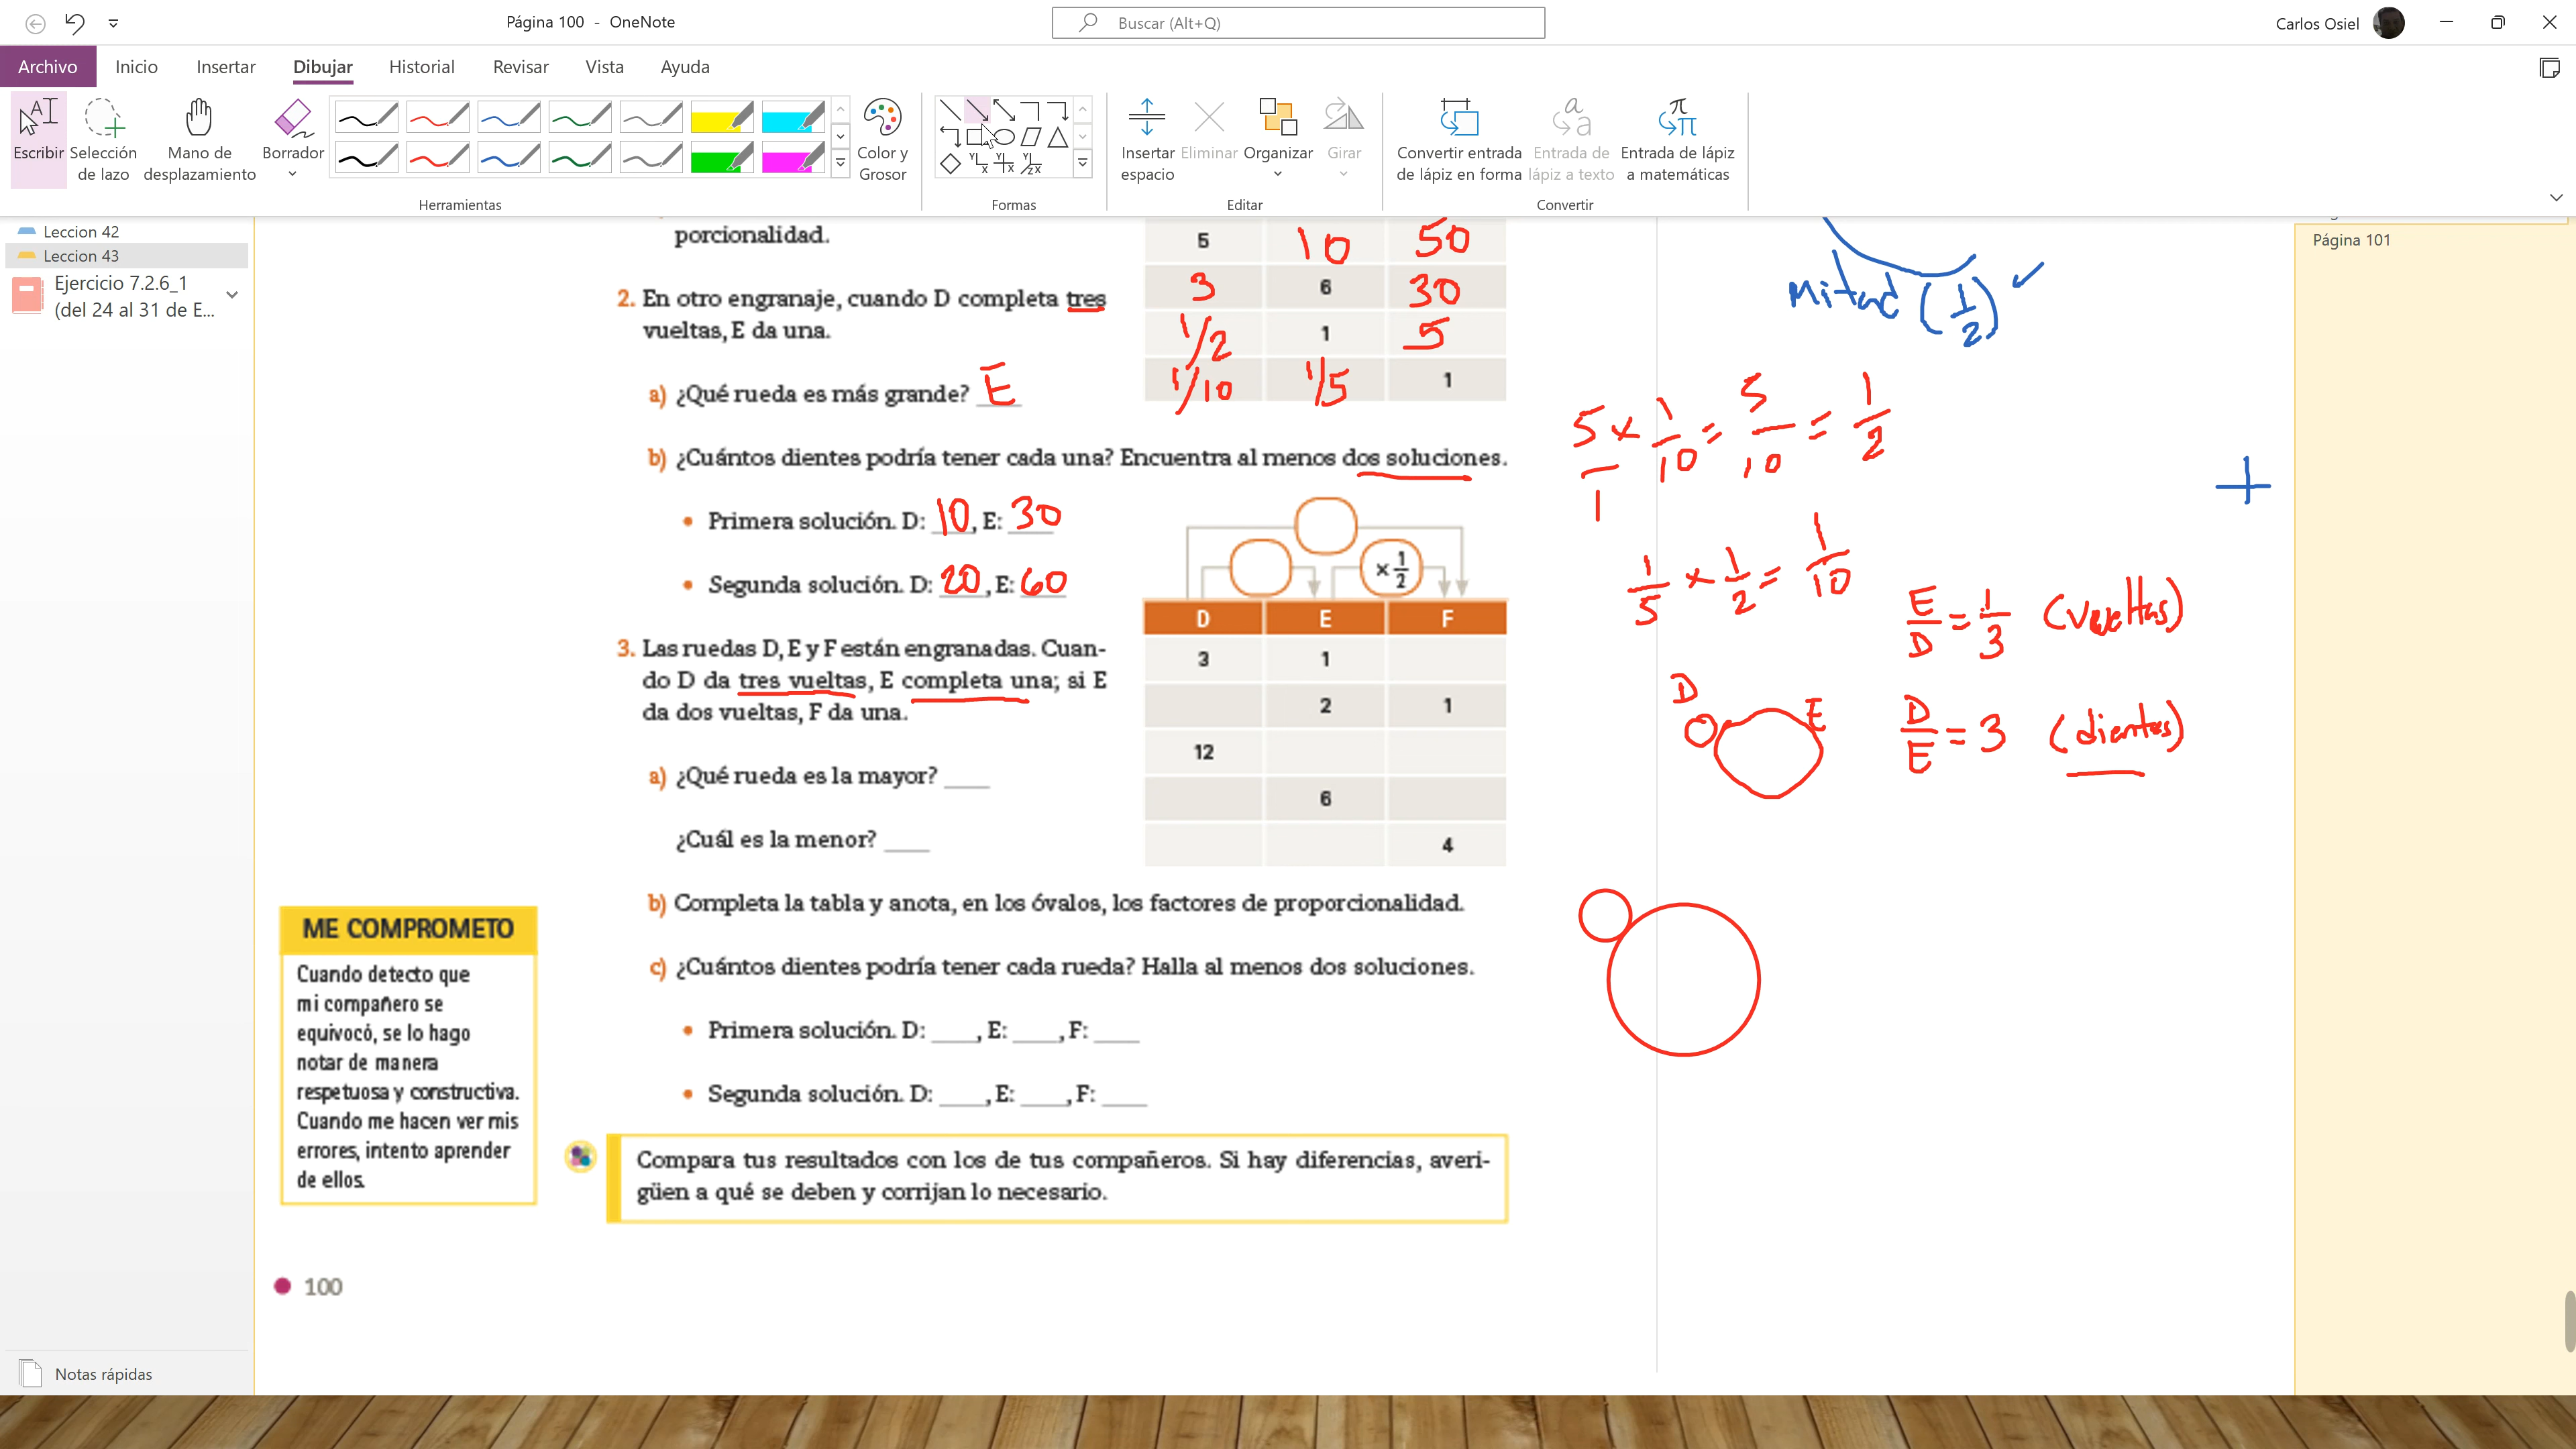 Página 100 - OneNote
Buscar (Alt+Q)
Carlos Osiel
Archivo Inicio Insertar Dibujar Historial Revisar Vista Ayuda
Escribir
Selección de lazo
Mano de desplazamiento
Borrador
Color y Grosor
Insertar espacio
Eliminar
Organizar
Girar
Convertir entrada de lápiz en forma
Entrada de lápiz a texto
Entrada de lápiz a matemáticas
Herramientas
Formas
Editar
Convertir
Leccion 42
Leccion 43
Ejercicio 7.2.6_1
(del 24 al 31 de E...
Notas rápidas
Página 101
porcionalidad.
5 10 50
3 6 30
1/2 1 5
1/10 1/5 1
2. En otro engranaje, cuando D completa tres
vueltas, E da una.
a) ¿Qué rueda es más grande? E
b) ¿Cuántos dientes podría tener cada una? Encuentra al menos dos soluciones.
• Primera solución. D: 10, E: 30
• Segunda solución. D: 20, E: 60
3. Las ruedas D, E y F están engranadas. Cuan-
do D da tres vueltas, E completa una; si E
da dos vueltas, F da una.
a) ¿Qué rueda es la mayor? ____
¿Cuál es la menor? ____
× 1/2
D E F
3 1
2 1
12
6
4
b) Completa la tabla y anota, en los óvalos, los factores de proporcionalidad.
c) ¿Cuántos dientes podría tener cada rueda? Halla al menos dos soluciones.
• Primera solución. D: ____, E: ____, F: ____
• Segunda solución. D: ____, E: ____, F: ____
Compara tus resultados con los de tus compañeros. Si hay diferencias, averi-
güen a qué se deben y corrijan lo necesario.
ME COMPROMETO
Cuando detecto que
mi compañero se
equivocó, se lo hago
notar de manera
respetuosa y constructiva.
Cuando me hacen ver mis
errores, intento aprender
de ellos.
100
Mitad (1/2) ✓
5/1 × 1/10 = 5/10 = 1/2
1/5 × 1/2 = 1/10
E/D = 1/3 (vueltas)
D E
D/E = 3 (dientes)